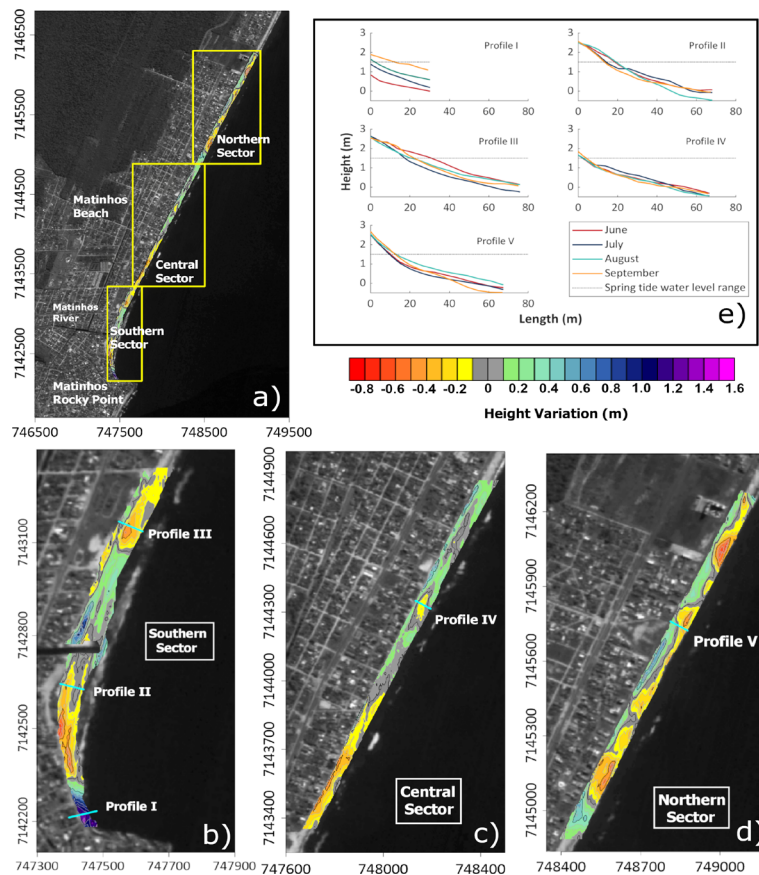 7146500
7145500
7144500
7143500
7142500
Northern
Sector
Matinhos
Beach
Central
Sector
Matinhos
River
Southern
Sector
Matinhos
Rocky Point
a)
746500
747500
748500
749500
Height (m)
3
2
1
0
0
20
40
60
80
Profile I
3
2
1
0
0
20
40
60
80
Profile II
3
2
1
0
0
20
40
60
80
Profile III
3
2
1
0
0
20
40
60
80
Profile IV
3
2
1
0
0
20
40
60
80
Profile V
Length (m)
June
July
August
September
Spring tide water level range
e)
-0.8 -0.6 -0.4 -0.2 0 0.2 0.4 0.6 0.8 1.0 1.2 1.4 1.6
Height Variation (m)
7143100
7142800
7142500
7142200
Profile III
Southern
Sector
Profile II
Profile I
b)
747300
747500
747700
747900
7144900
7144600
7144300
7144000
7143700
7143400
Profile IV
Central
Sector
c)
747600
748000
748400
7146200
7145900
7145600
7145300
7145000
Profile V
Northern
Sector
d)
748400
748700
749000